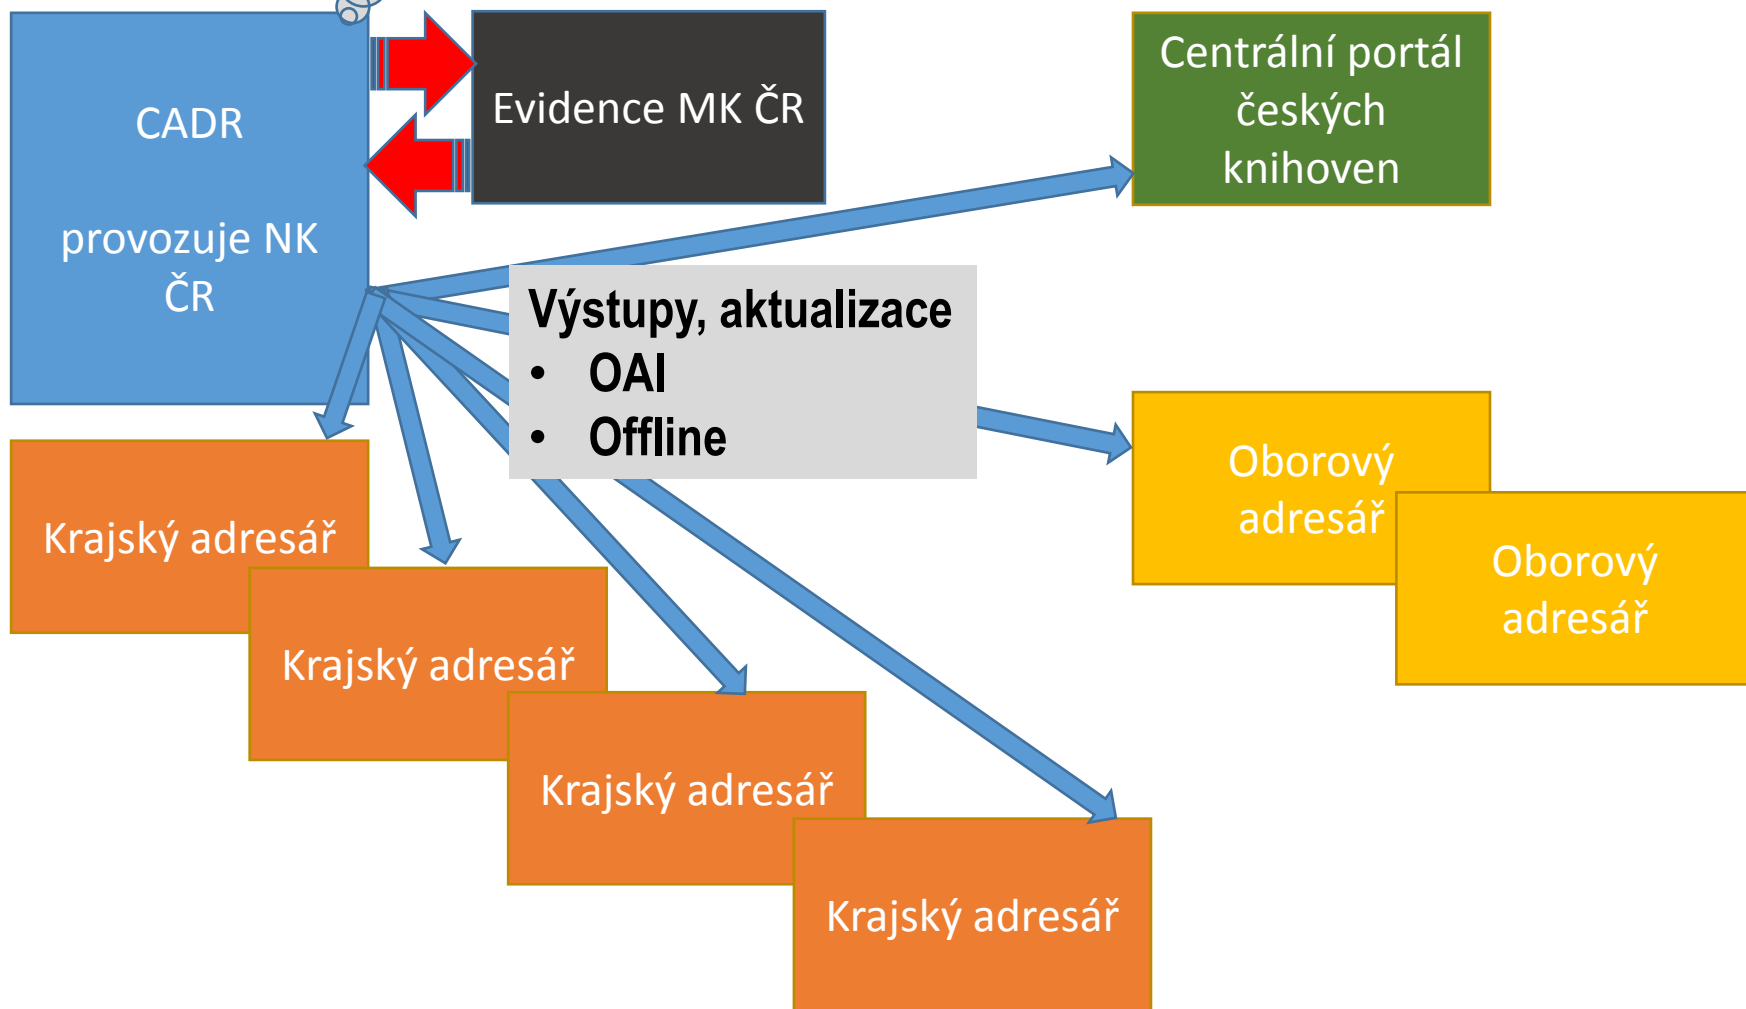 CADR
provozuje NK
ČR
Evidence MK ČR
Centrální portál
českých
knihoven
Výstupy, aktualizace
• OAI
• Offline
Oborový
adresář
Oborový
adresář
Krajský adresář
Krajský adresář
Krajský adresář
Krajský adresář